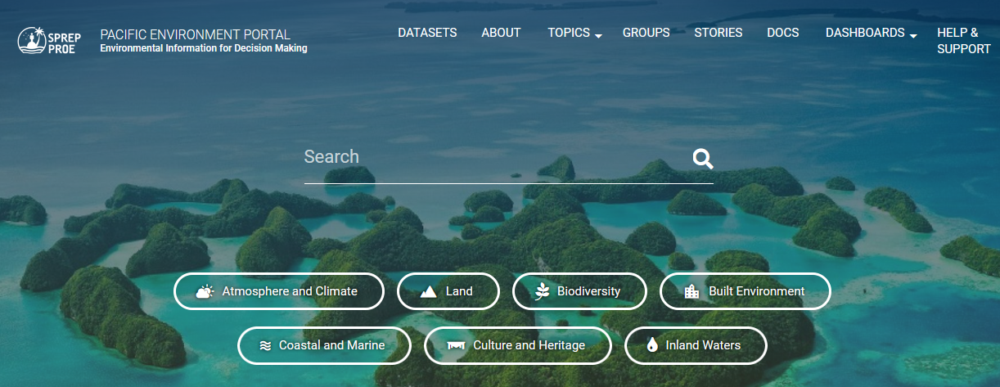 SPREP
PROE
PACIFIC ENVIRONMENT PORTAL
Environmental Information for Decision Making
DATASETS
ABOUT
TOPICS
GROUPS
STORIES
DOCS
DASHBOARDS
HELP &
SUPPORT
Search
Atmosphere and Climate
Land
Biodiversity
Built Environment
Coastal and Marine
Culture and Heritage
Inland Waters